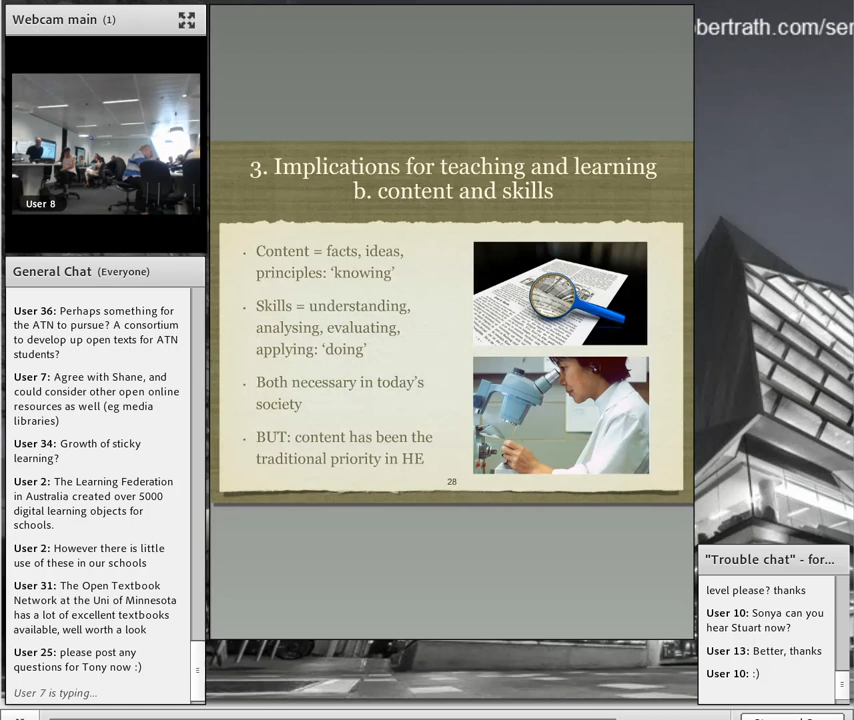 Webcam main (1)
User 8
General Chat (Everyone)
User 36: Perhaps something for
the ATN to pursue? A consortium
to develop up open texts for ATN
students?
User 7: Agree with Shane, and
could consider other open online
resources as well (eg media
libraries)
User 34: Growth of sticky
learning?
User 2: The Learning Federation
in Australia created over 5000
digital learning objects for
schools.
User 2: However there is little
use of these in our schools
User 31: The Open Textbook
Network at the Uni of Minnesota
has a lot of excellent textbooks
available, well worth a look
User 25: please post any
questions for Tony now :)
User 7 is typing...
3. Implications for teaching and learning
b. content and skills
· Content = facts, ideas,
principles: ‘knowing’
· Skills = understanding,
analysing, evaluating,
applying: ‘doing’
· Both necessary in today’s
society
· BUT: content has been the
traditional priority in HE
28
bertrath.com/ser
"Trouble chat" - for...
level please? thanks
User 10: Sonya can you
hear Stuart now?
User 13: Better, thanks
User 10: :)